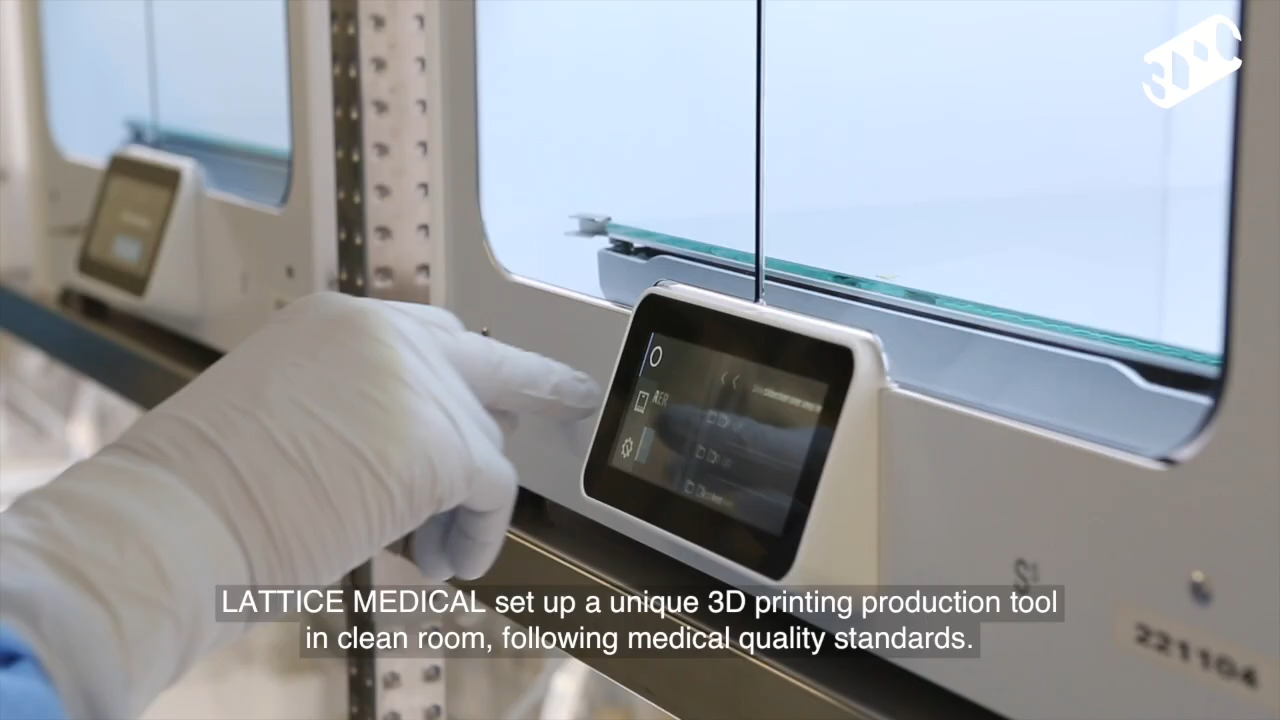 LATTICE MEDICAL set up a unique 3D printing production tool
in clean room, following medical quality standards.
221104